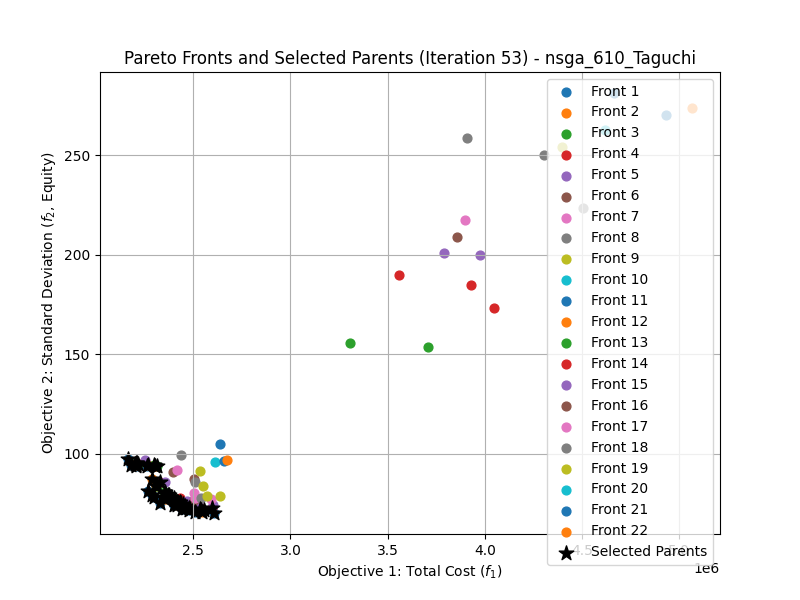 Pareto Fronts and Selected Parents (Iteration 53) - nsga_610_Taguchi
Objective 2: Standard Deviation (f2, Equity)
250
200
150
100
2.5
3.0
3.5
4.0
4.5
5.0
1e6
Objective 1: Total Cost (f1)
Front 1
Front 2
Front 3
Front 4
Front 5
Front 6
Front 7
Front 8
Front 9
Front 10
Front 11
Front 12
Front 13
Front 14
Front 15
Front 16
Front 17
Front 18
Front 19
Front 20
Front 21
Front 22
Selected Parents